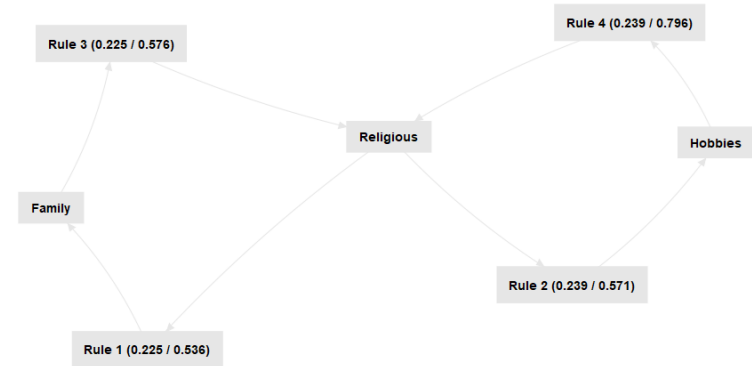 Rule 4 (0.239 / 0.796)
Rule 3 (0.225 / 0.576)
Religious
Hobbies
Family
Rule 2 (0.239 / 0.571)
Rule 1 (0.225 / 0.536)